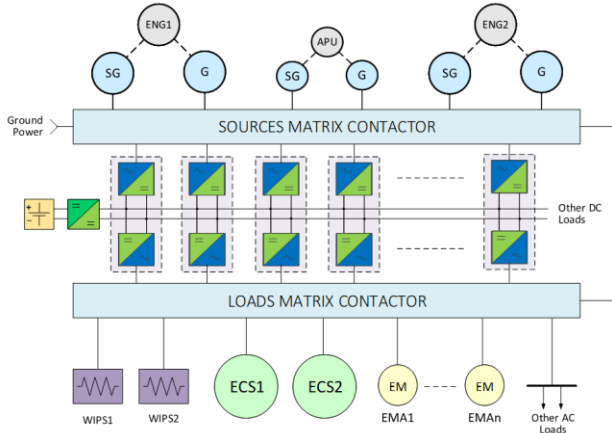 ENG1
APU
ENG2
SG
G
SG
G
SG
G
Ground
Power
SOURCES MATRIX CONTACTOR
Other DC
Loads
LOADS MATRIX CONTACTOR
WIPS1
WIPS2
ECS1
ECS2
EM
EM
EMA1
EMAn
Other AC
Loads